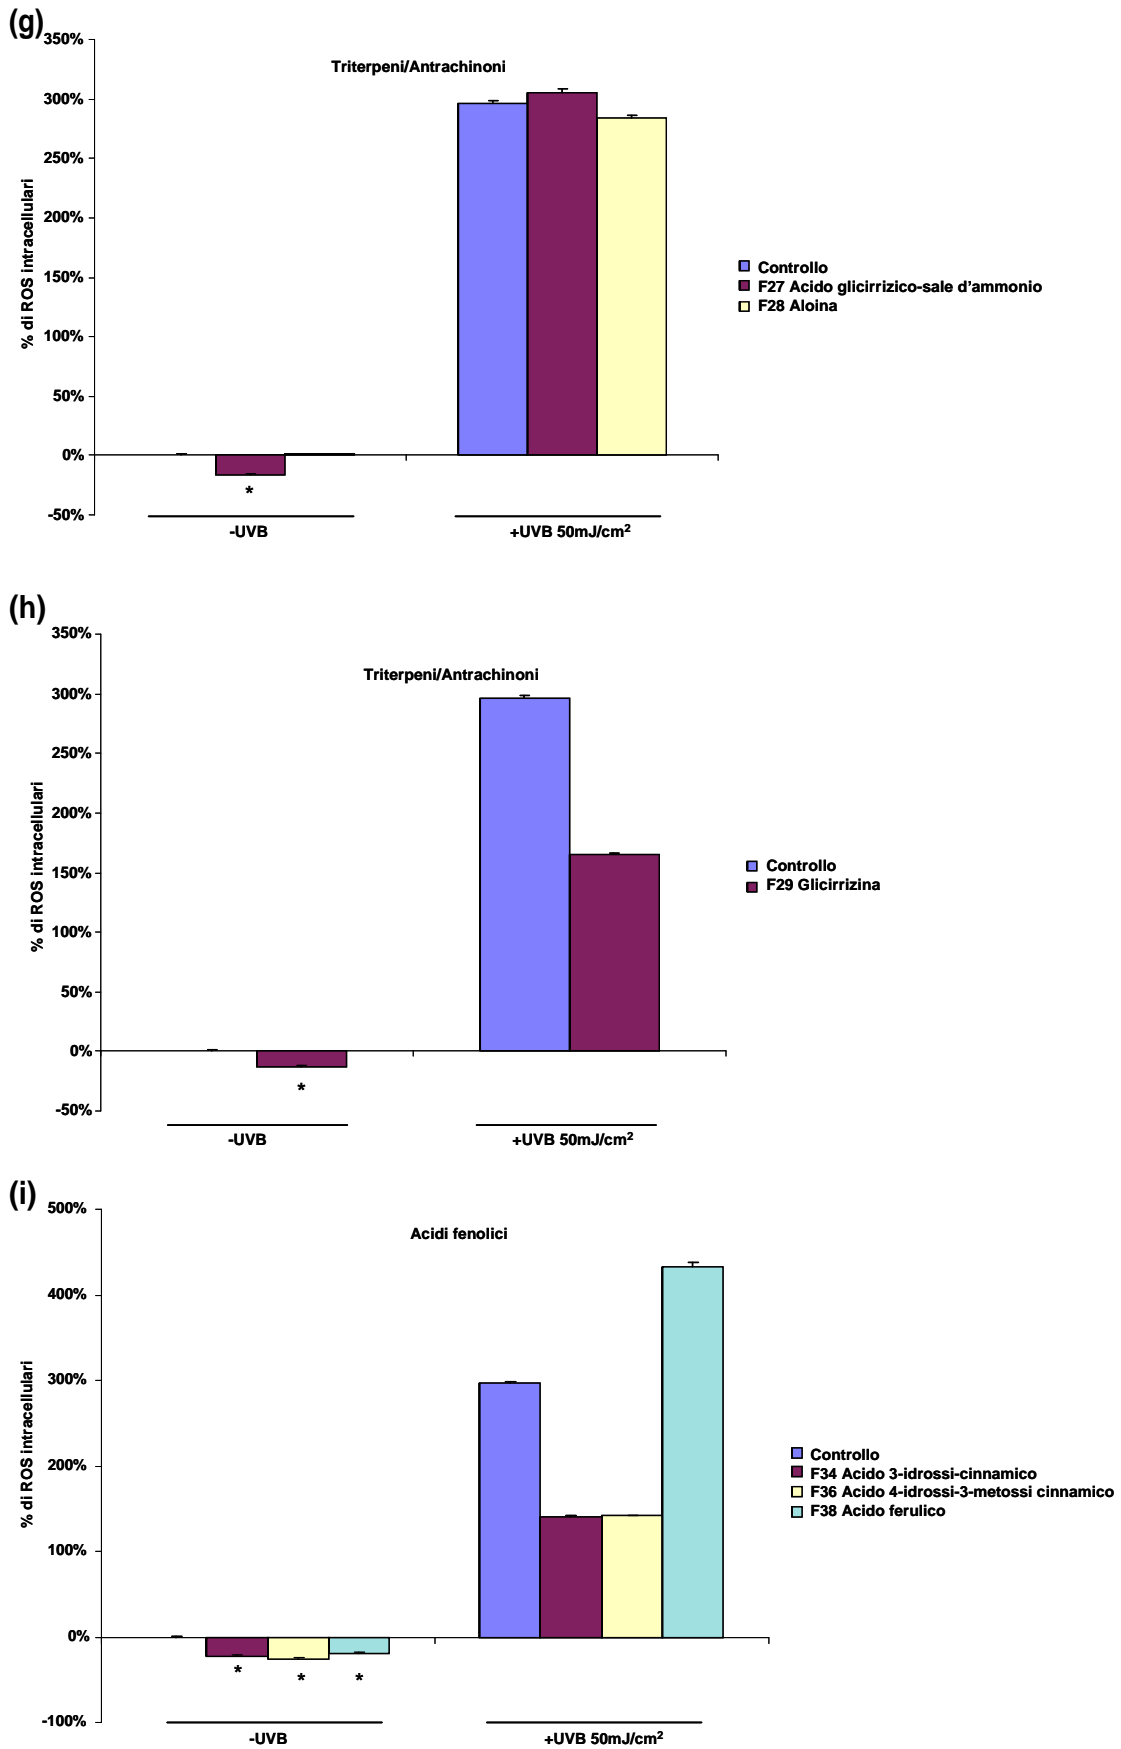 (g)
350%
Triterpeni/Antrachinoni
300%
250%
200%
150%
100%
50%
0%
-50%
% di ROS intracellulari
*
-UVB
+UVB 50mJ/cm²
Controllo
F27 Acido glicirrizico-sale d'ammonio
F28 Aloina
(h)
350%
Triterpeni/Antrachinoni
300%
250%
200%
150%
100%
50%
0%
-50%
% di ROS intracellulari
*
-UVB
+UVB 50mJ/cm²
Controllo
F29 Glicirrizina
(i)
500%
Acidi fenolici
400%
300%
200%
100%
0%
-100%
% di ROS intracellulari
* * *
-UVB
+UVB 50mJ/cm²
Controllo
F34 Acido 3-idrossi-cinnamico
F36 Acido 4-idrossi-3-metossi cinnamico
F38 Acido ferulico